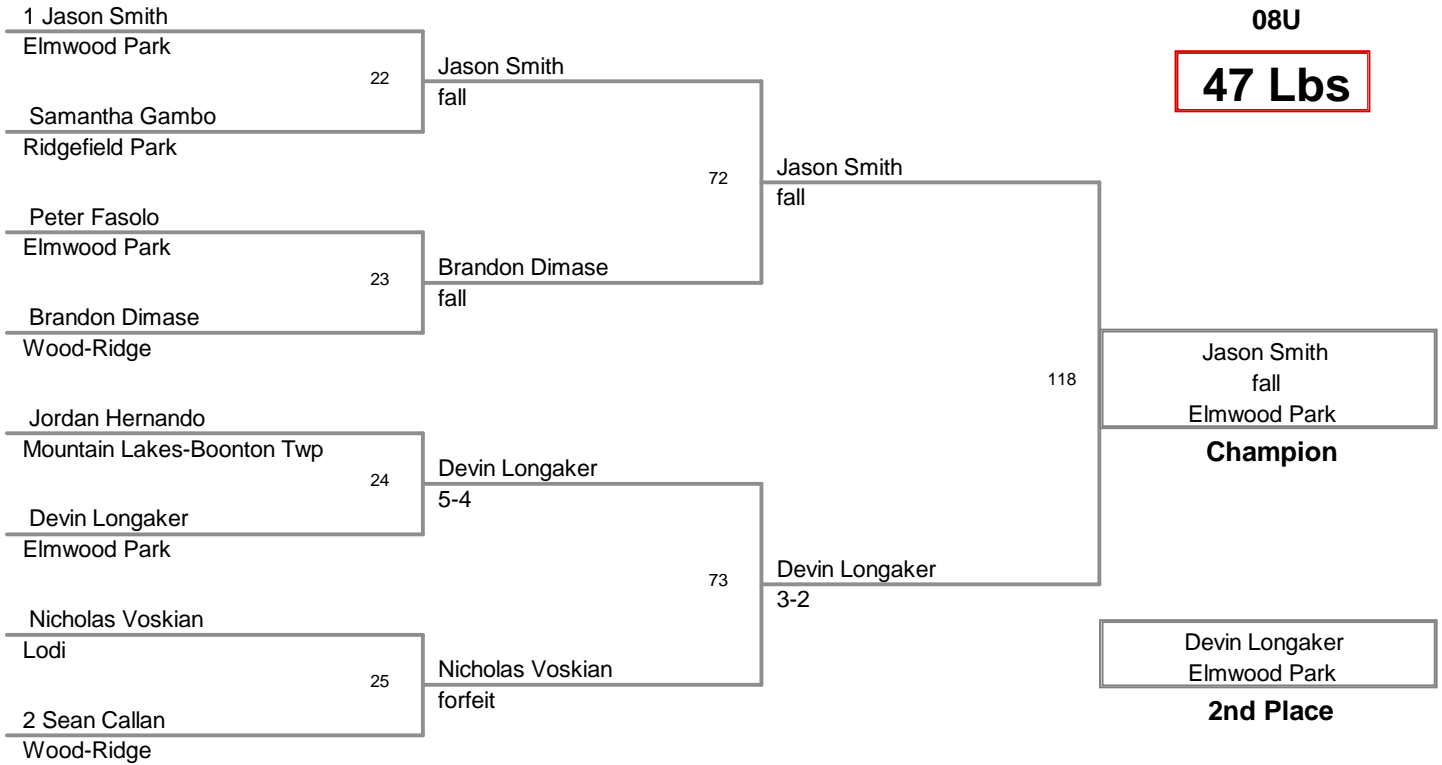 1 Jason Smith
Elmwood Park
22
Samantha Gambo
Ridgefield Park
Peter Fasolo
Elmwood Park
23
Brandon Dimase
Wood-Ridge
Jordan Hernando
Mountain Lakes-Boonton Twp
24
Devin Longaker
Elmwood Park
Nicholas Voskian
Lodi
25
2 Sean Callan
Wood-Ridge
Jason Smith
fall
72
Brandon Dimase
fall
Devin Longaker
5-4
73
Nicholas Voskian
forfeit
Jason Smith
fall
118
Devin Longaker
3-2
08U
47 Lbs
Jason Smith
fall
Elmwood Park
Champion
Devin Longaker
Elmwood Park
2nd Place